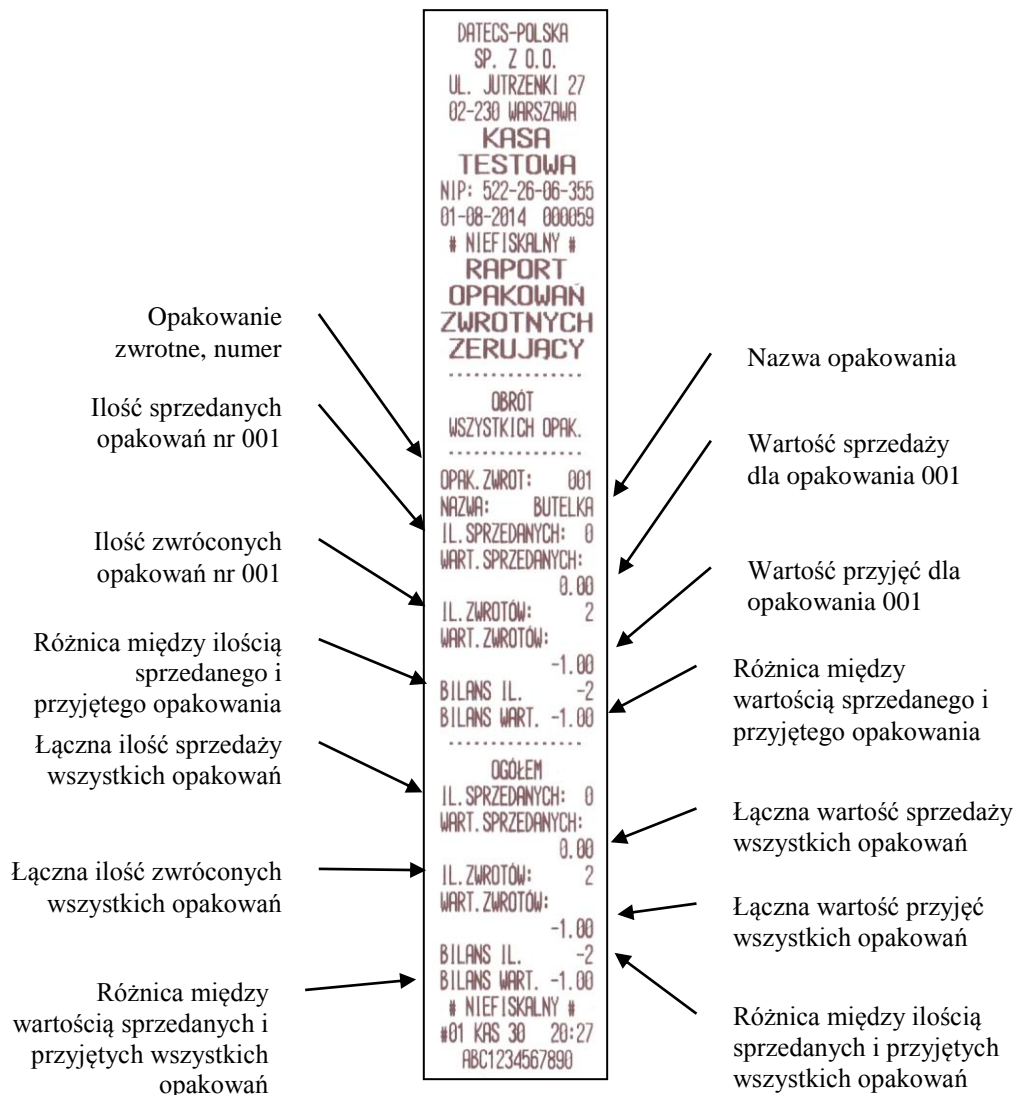 DATECS-POLSKA
SP. Z O.O.
UL. JUTRZENKI 27
02-230 WARSZAWA
KASA
TESTOWA
NIP: 522-26-06-355
01-08-2014 000059
# NIEFISKALNY #
RAPORT
OPAKOWAŃ
ZWROTNYCH
ZERUJĄCY
OBRÓT
WSZYSTKICH OPAK.
OPAK.ZWROT: 001
NAZWA: BUTELKA
IL.SPRZEDANYCH: 0
WART.SPRZEDANYCH:
0.00
IL.ZWROTÓW: 2
WART.ZWROTÓW:
-1.00
BILANS IL. -2
BILANS WART. -1.00
OGÓŁEM
IL.SPRZEDANYCH: 0
WART.SPRZEDANYCH:
0.00
IL.ZWROTÓW: 2
WART.ZWROTÓW:
-1.00
BILANS IL. -2
BILANS WART. -1.00
# NIEFISKALNY #
#01 KAS 30 20:27
ABC1234567890
Opakowanie
zwrotne, numer
Ilość sprzedanych
opakowań nr 001
Ilość zwróconych
opakowań nr 001
Różnica między ilością
sprzedanego i
przyjętego opakowania
Łączna ilość sprzedaży
wszystkich opakowań
Łączna ilość zwróconych
wszystkich opakowań
Różnica między
wartością sprzedanych i
przyjętych wszystkich
opakowań
Nazwa opakowania
Wartość sprzedaży
dla opakowania 001
Wartość przyjęć dla
opakowania 001
Różnica między
wartością sprzedanego i
przyjętego opakowania
Łączna wartość sprzedaży
wszystkich opakowań
Łączna wartość przyjęć
wszystkich opakowań
Różnica między ilością
sprzedanych i przyjętych
wszystkich opakowań